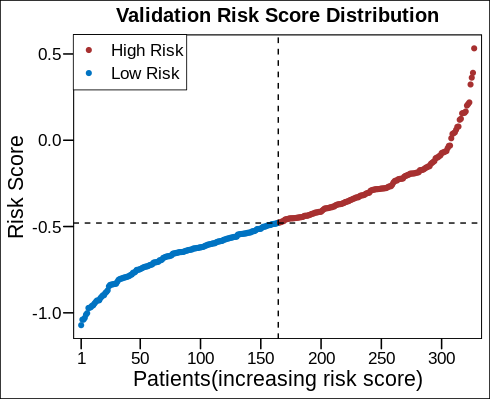 Validation Risk Score Distribution
High Risk
Low Risk
Risk Score
0.5
0.0
-0.5
-1.0
1 50 100 150 200 250 300
Patients(increasing risk score)